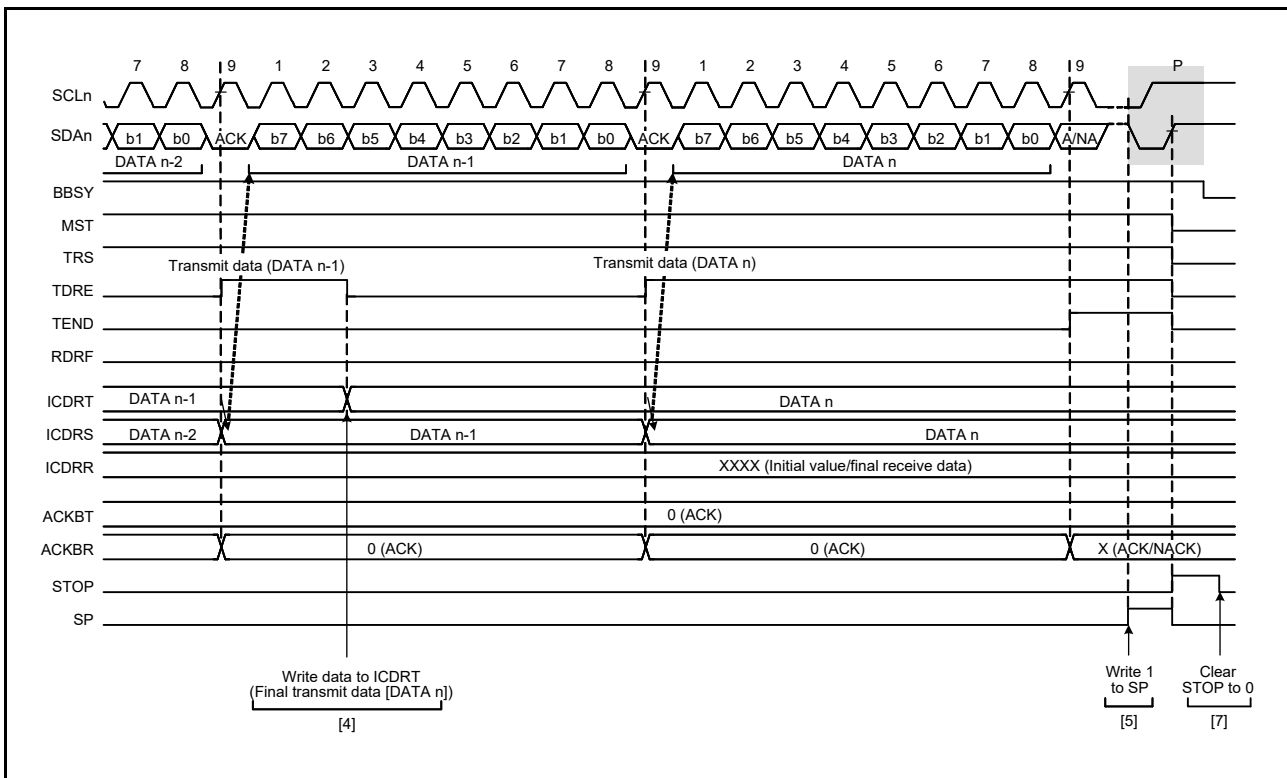 7 8 9 1 2 3 4 5 6 7 8 9 1 2 3 4 5 6 7 8 9 P
SCLn
SDAn b1 b0 ACK b7 b6 b5 b4 b3 b2 b1 b0 ACK b7 b6 b5 b4 b3 b2 b1 b0 A/NA
DATA n-2 DATA n-1 DATA n
BBSY
MST
TRS
Transmit data (DATA n-1) Transmit data (DATA n)
TDRE
TEND
RDRF
ICDRT DATA n-1 DATA n
ICDRS DATA n-2 DATA n-1 DATA n
ICDRR XXXX (Initial value/final receive data)
ACKBT 0 (ACK)
ACKBR 0 (ACK) 0 (ACK) X (ACK/NACK)
STOP
SP
Write data to ICDRT
(Final transmit data [DATA n])
[4]
Write 1
to SP
[5]
Clear
STOP to 0
[7]